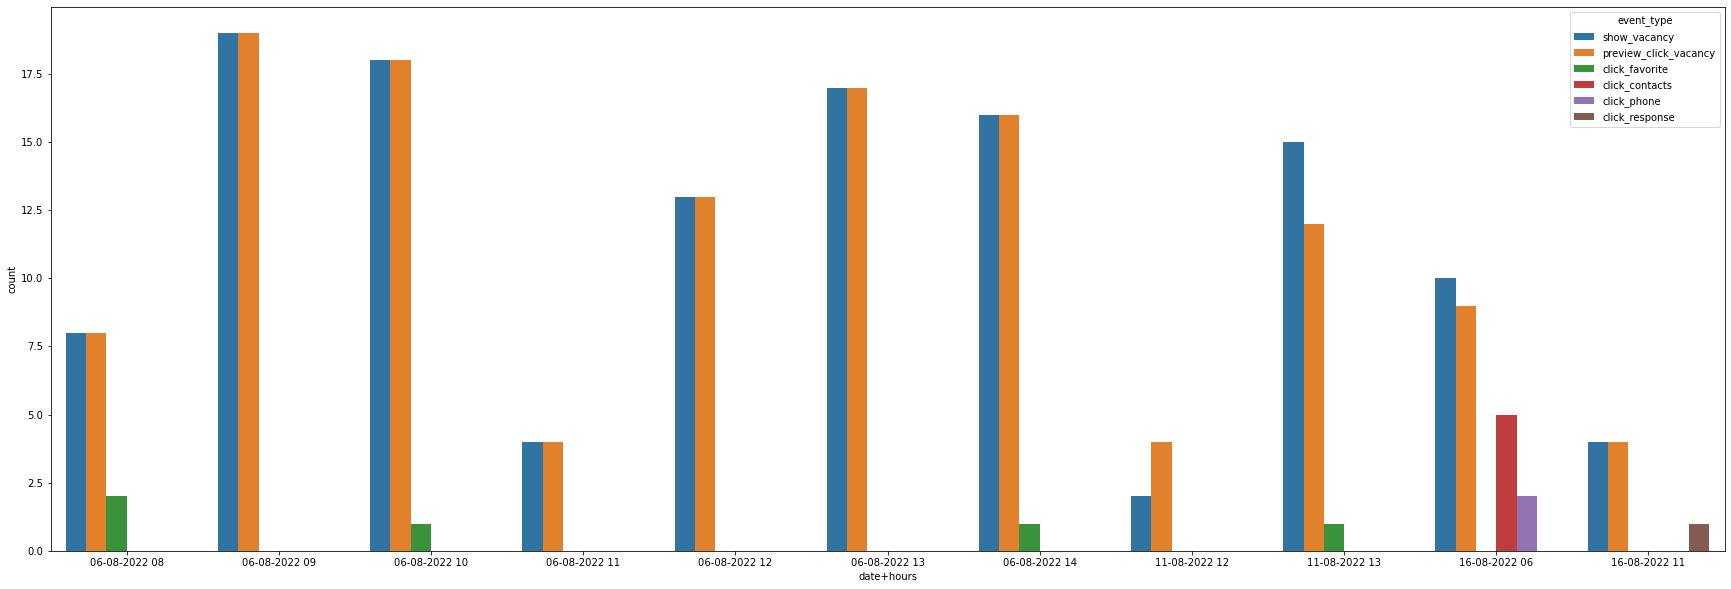 event_type
show_vacancy
preview_click_vacancy
click_favorite
click_contacts
click_phone
click_response
17.5
15.0
12.5
10.0
7.5
5.0
2.5
0.0
count
06-08-2022 08 06-08-2022 09 06-08-2022 10 06-08-2022 11 06-08-2022 12 06-08-2022 13 06-08-2022 14 11-08-2022 12 11-08-2022 13 16-08-2022 06 16-08-2022 11
date+hours